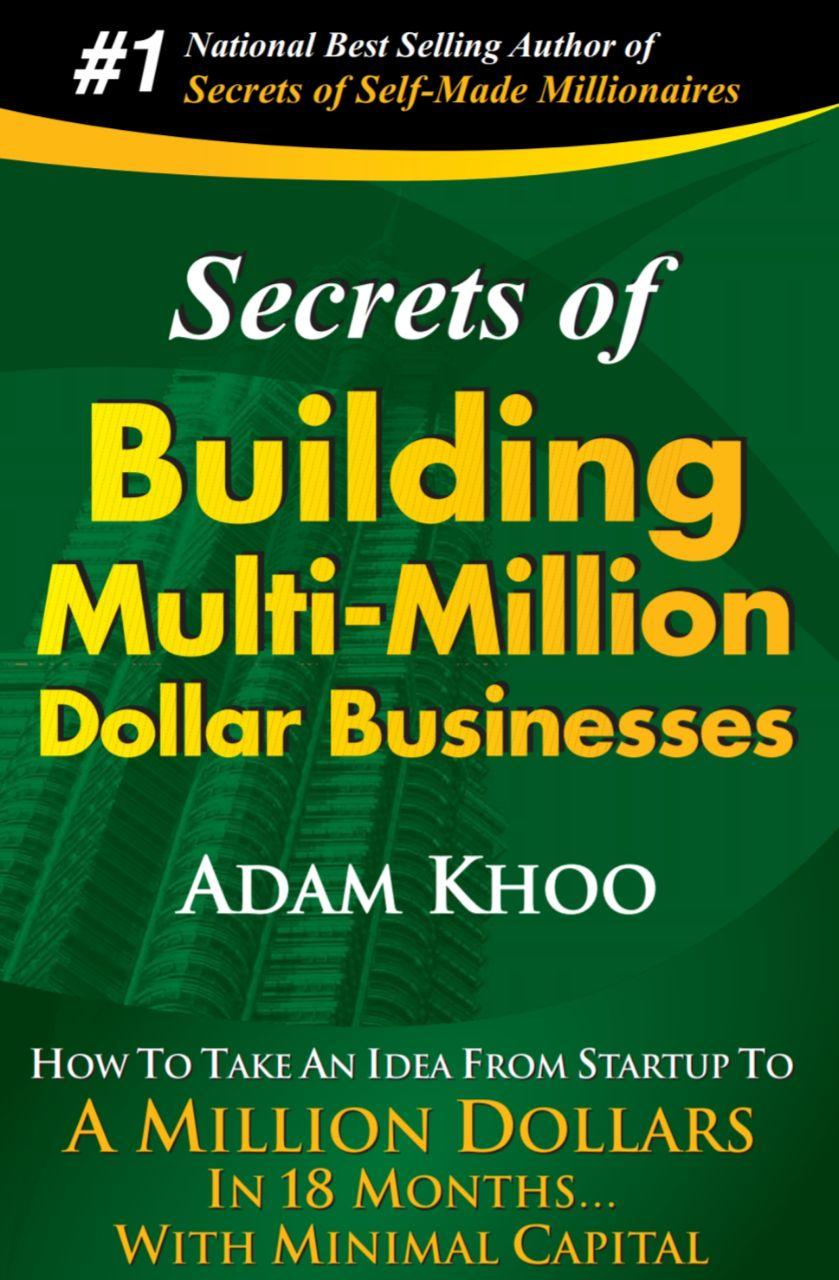 #1 National Best Selling Author of
Secrets of Self-Made Millionaires
Secrets of
Building
Multi-Million
Dollar Businesses
ADAM KHOO
HOW TO TAKE AN IDEA FROM STARTUP TO
A MILLION DOLLARS
IN 18 MONTHS...
WITH MINIMAL CAPITAL